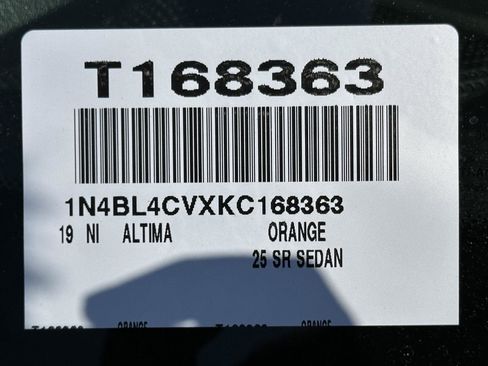 T168363
1N4BL4CVXKC168363
19 NI ALTIMA ORANGE
25 SR SEDAN